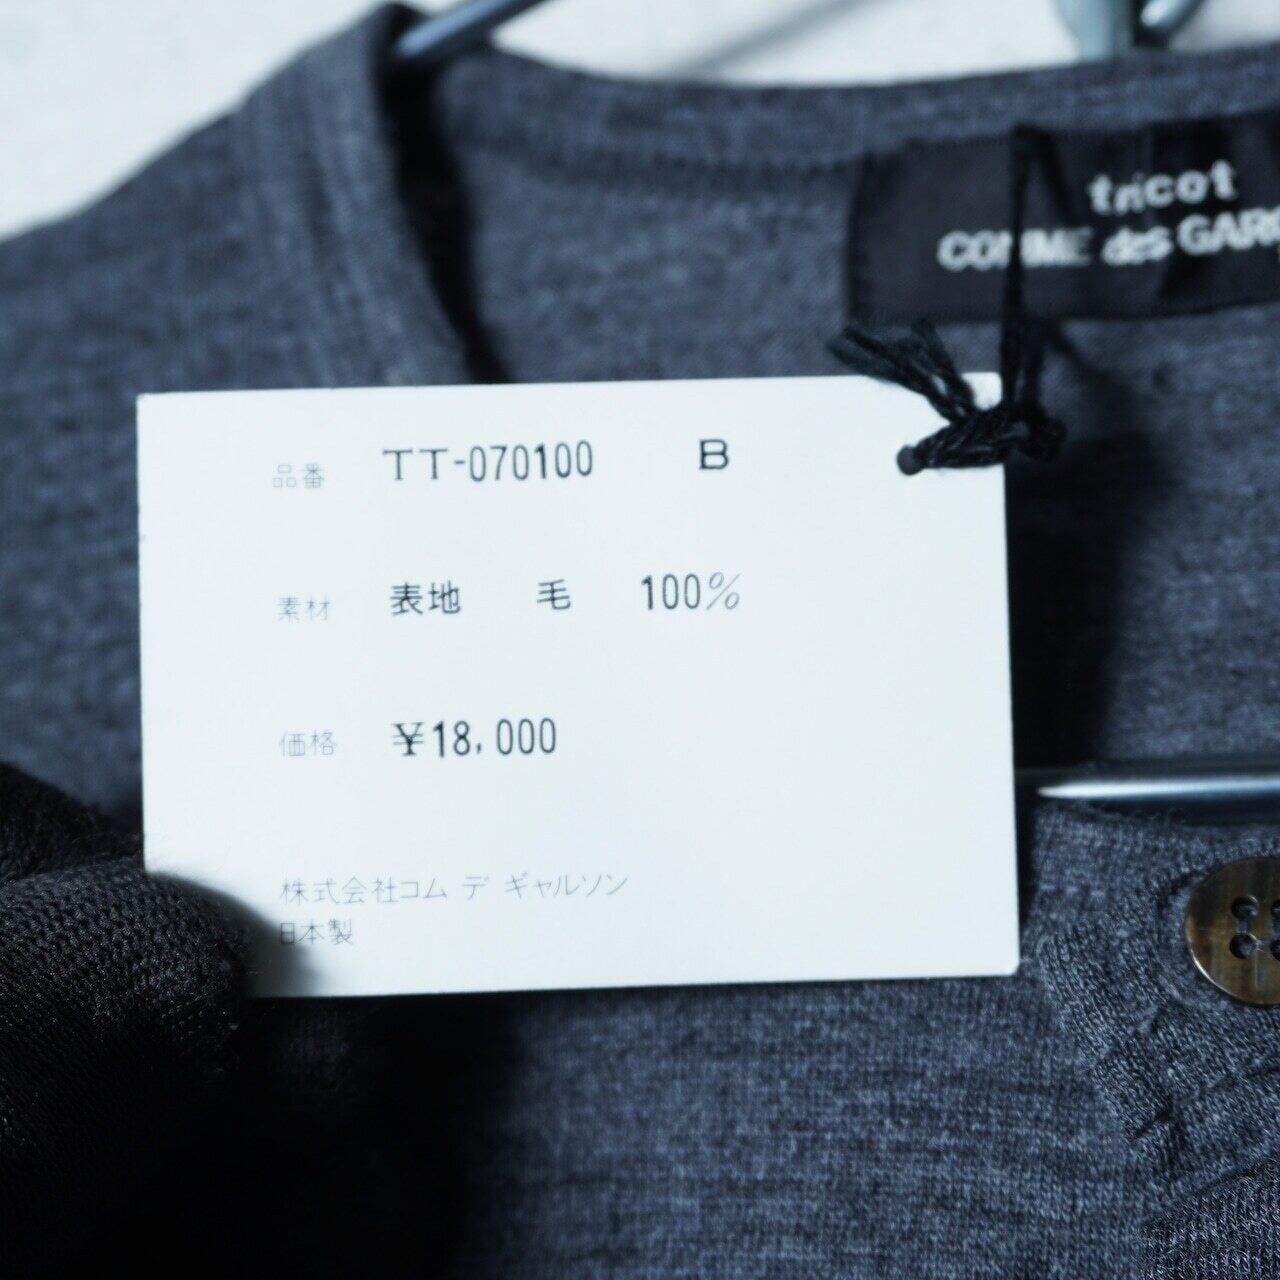 tricot
COMME des GARÇ
品番 TT-070100 B
素材 表地 毛 100%
価格 ¥18,000
株式会社コム デ ギャルソン
日本製